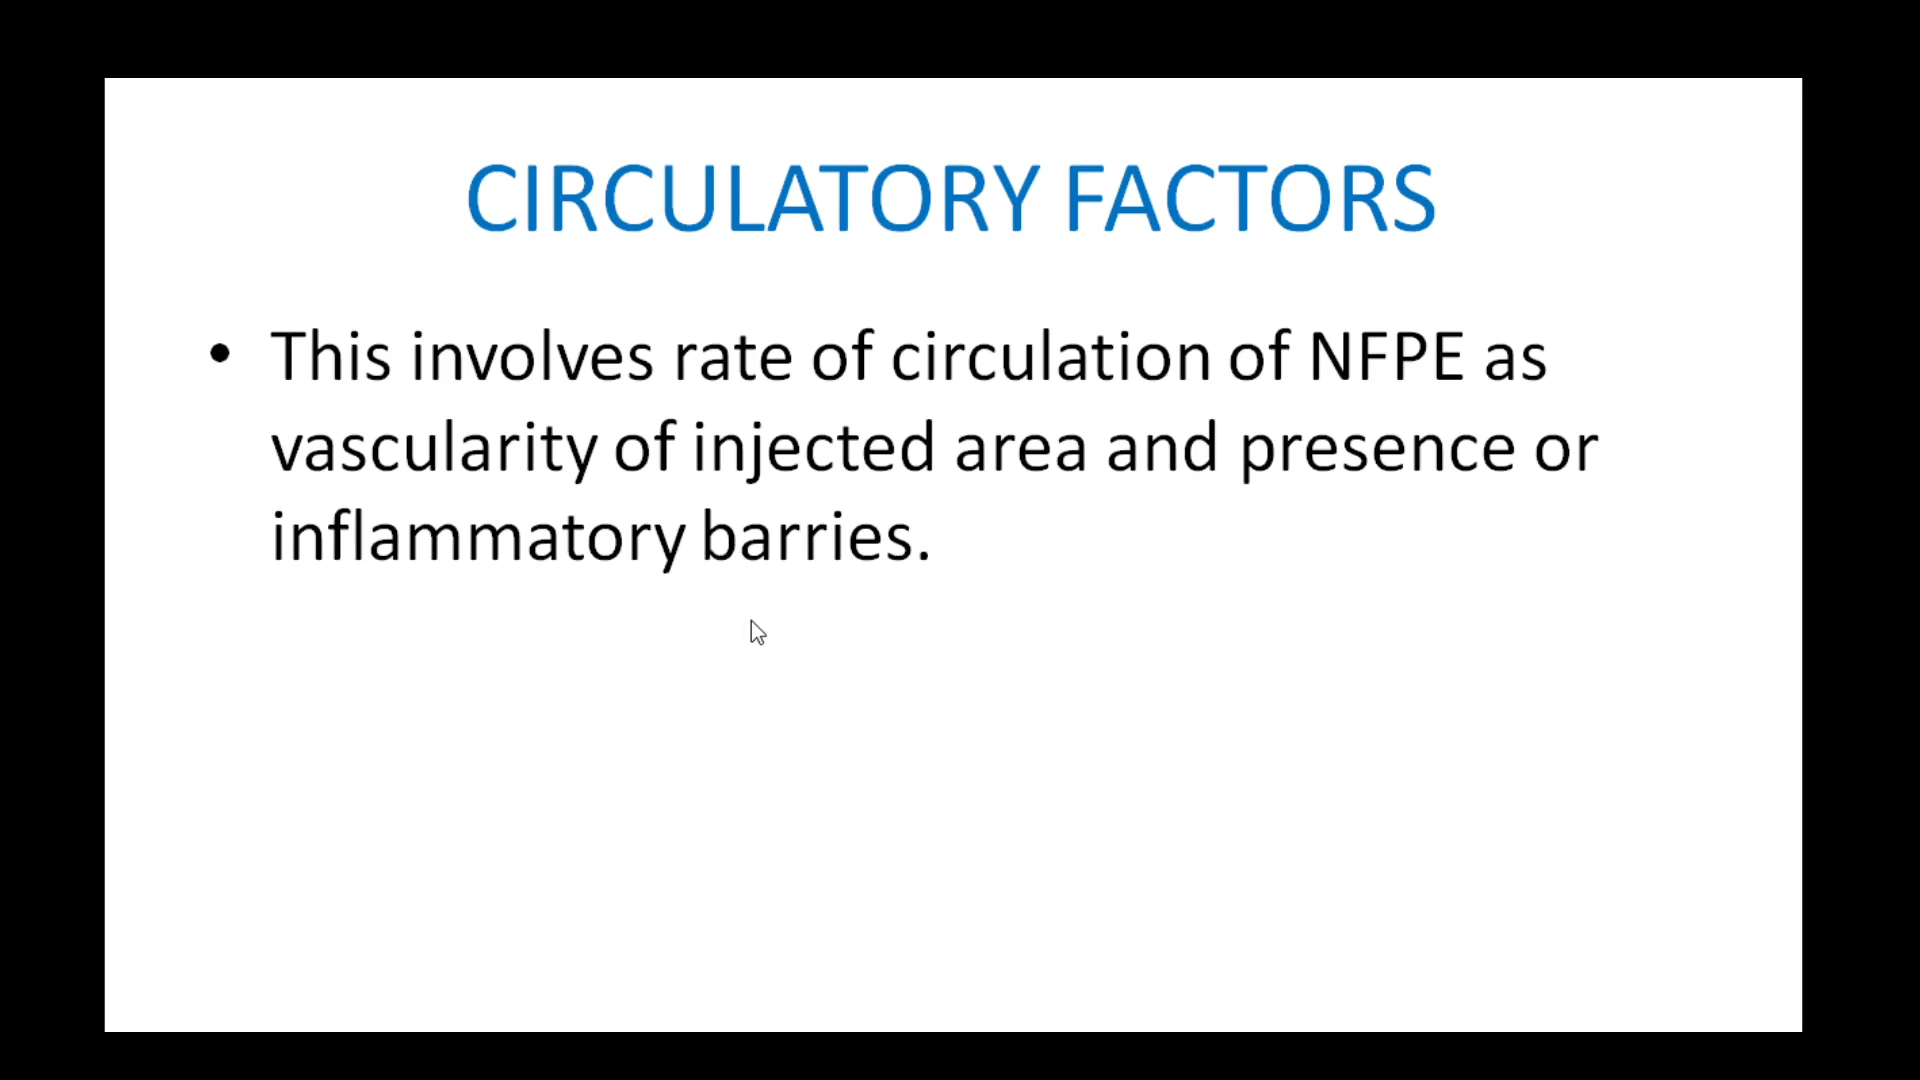 CIRCULATORY FACTORS
• This involves rate of circulation of NFPE as
vascularity of injected area and presence or
inflammatory barries.